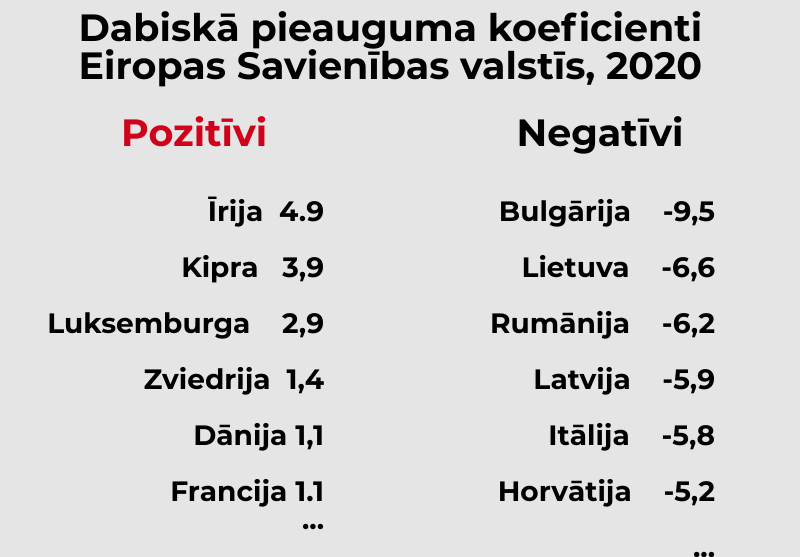 Dabiskā pieauguma koeficienti
Eiropas Savienības valstīs, 2020
Pozitīvi
Īrija 4.9
Kipra 3,9
Luksemburga 2,9
Zviedrija 1,4
Dānija 1,1
Francija 1.1
...
Negatīvi
Bulgārija -9,5
Lietuva -6,6
Rumānija -6,2
Latvija -5,9
Itālija -5,8
Horvātija -5,2
...